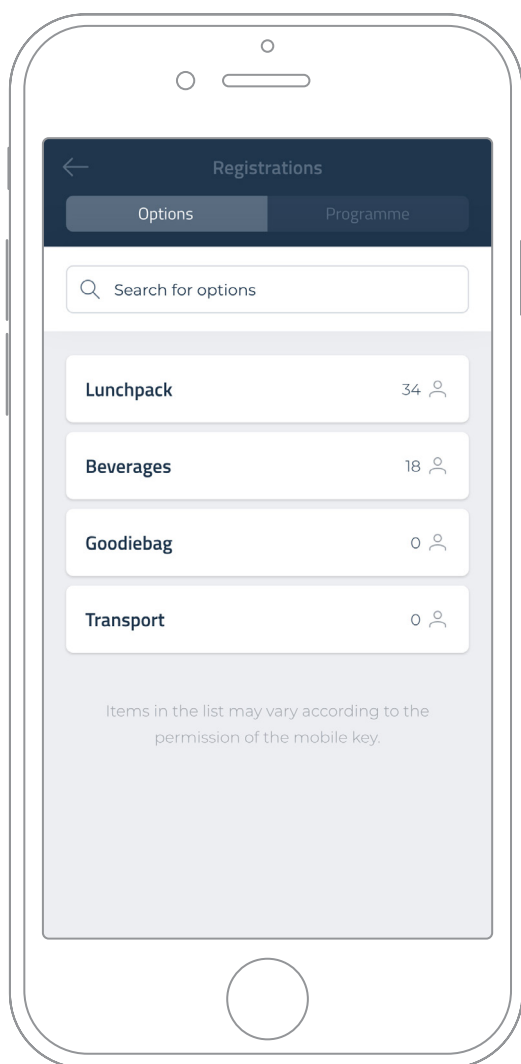 Registrations
Options Programme
Search for options
Lunchpack 34
Beverages 18
Goodiebag 0
Transport 0
Items in the list may vary according to the
permission of the mobile key.